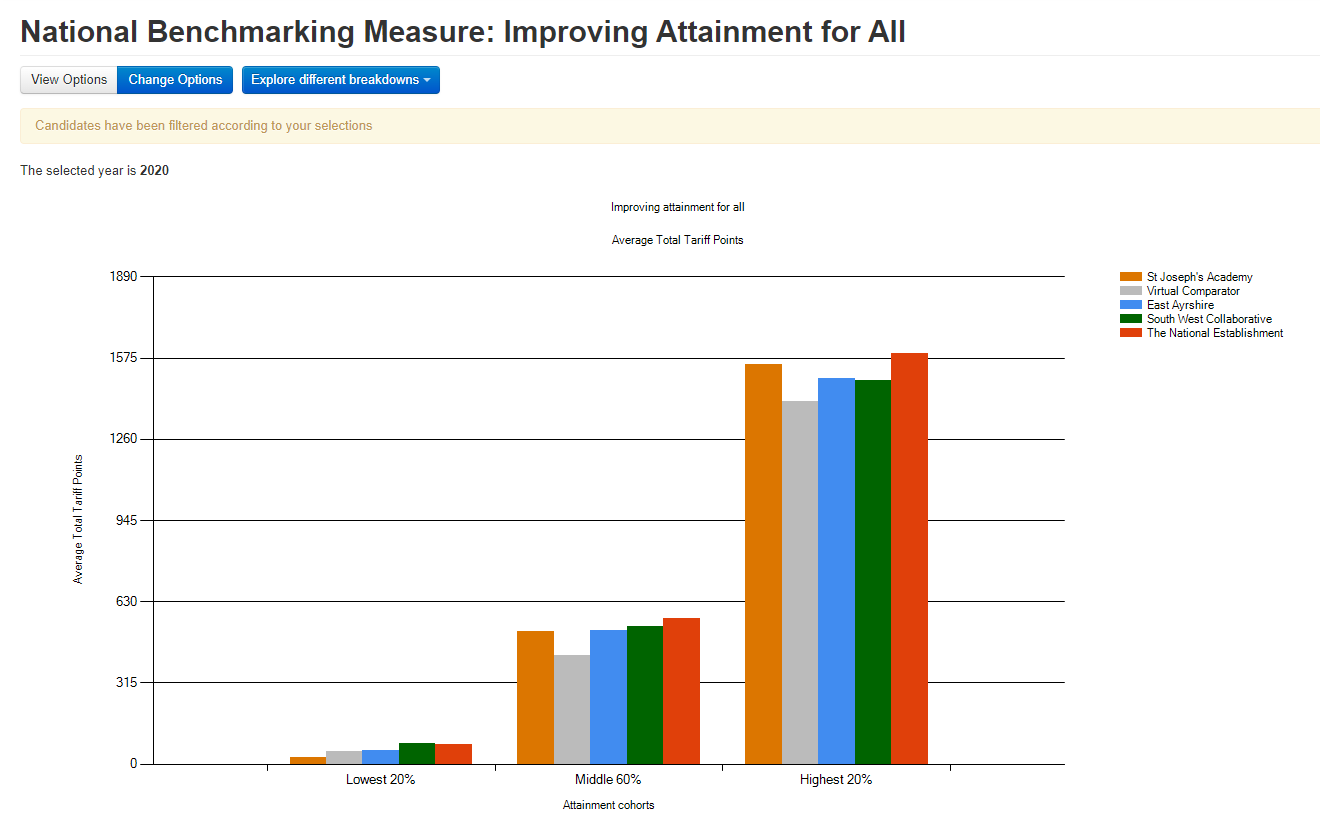 National Benchmarking Measure: Improving Attainment for All
View Options Change Options Explore different breakdowns
Candidates have been filtered according to your selections
The selected year is 2020
Improving attainment for all
Average Total Tariff Points
1890
1575
1260
945
630
315
0
Average Total Tariff Points
Lowest 20% Middle 60% Highest 20%
Attainment cohorts
St Joseph's Academy
Virtual Comparator
East Ayrshire
South West Collaborative
The National Establishment